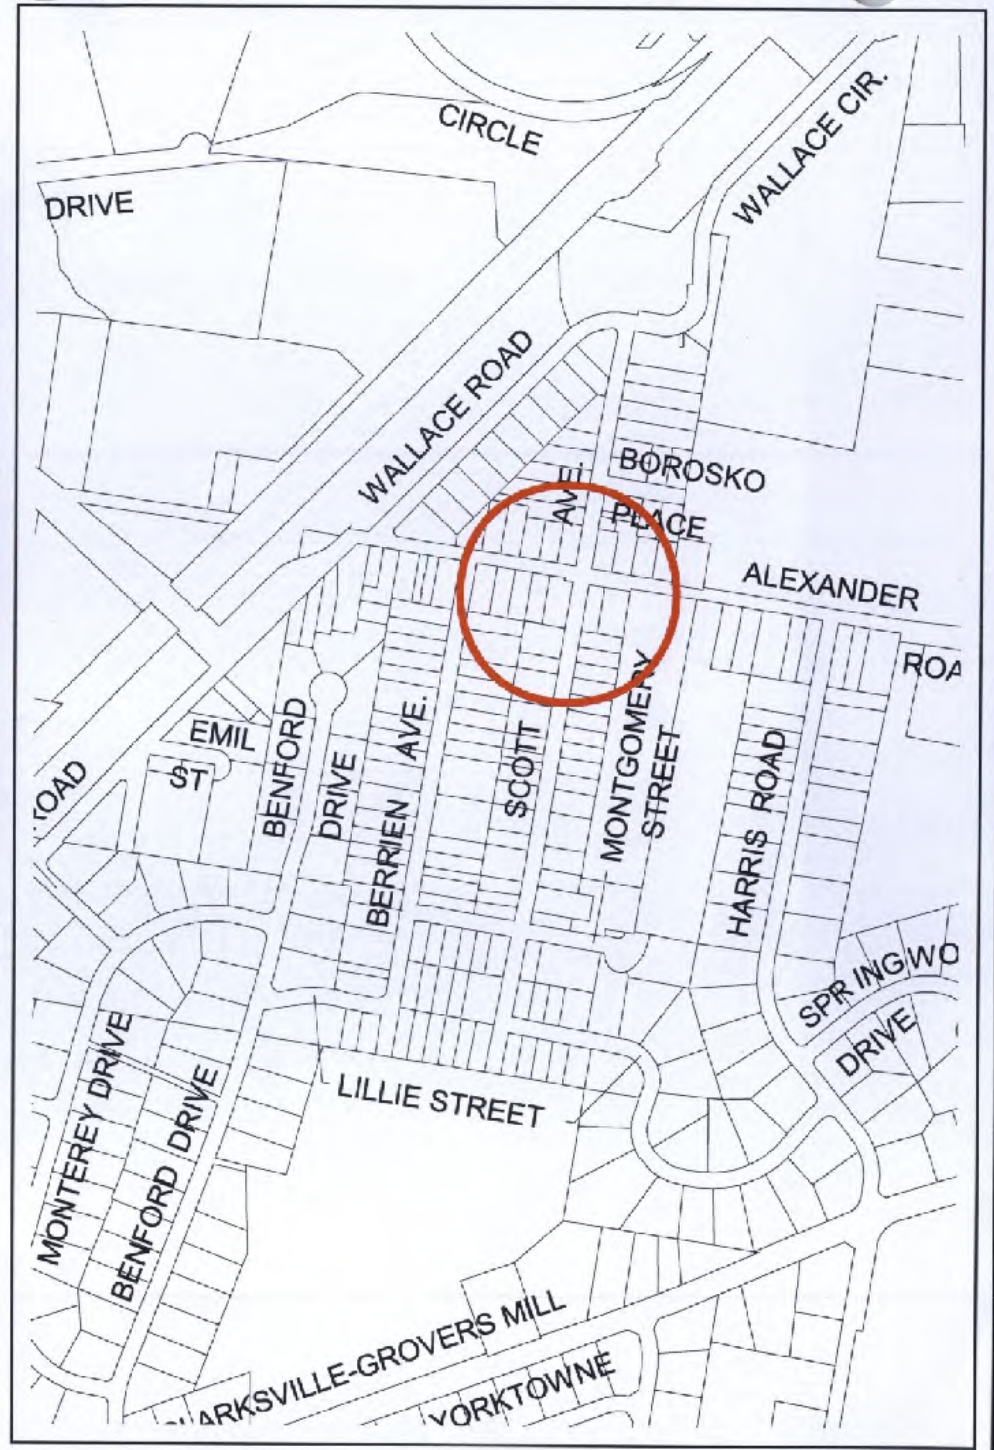 CIRCLE
WALLACE CIR.
DRIVE
WALLACE ROAD
BOROSKO
PLACE
AVE.
ALEXANDER
ROA
EMIL
ST
BENFORD
DRIVE
BERRIEN AVE.
SCOTT
MONTGOMERY
STREET
HARRIS ROAD
ROAD
SPRINGWO
DRIVE
MONTEREY DRIVE
BENFORD DRIVE
LILLIE STREET
LARKSVILLE-GROVERS MILL
YORKTOWNE